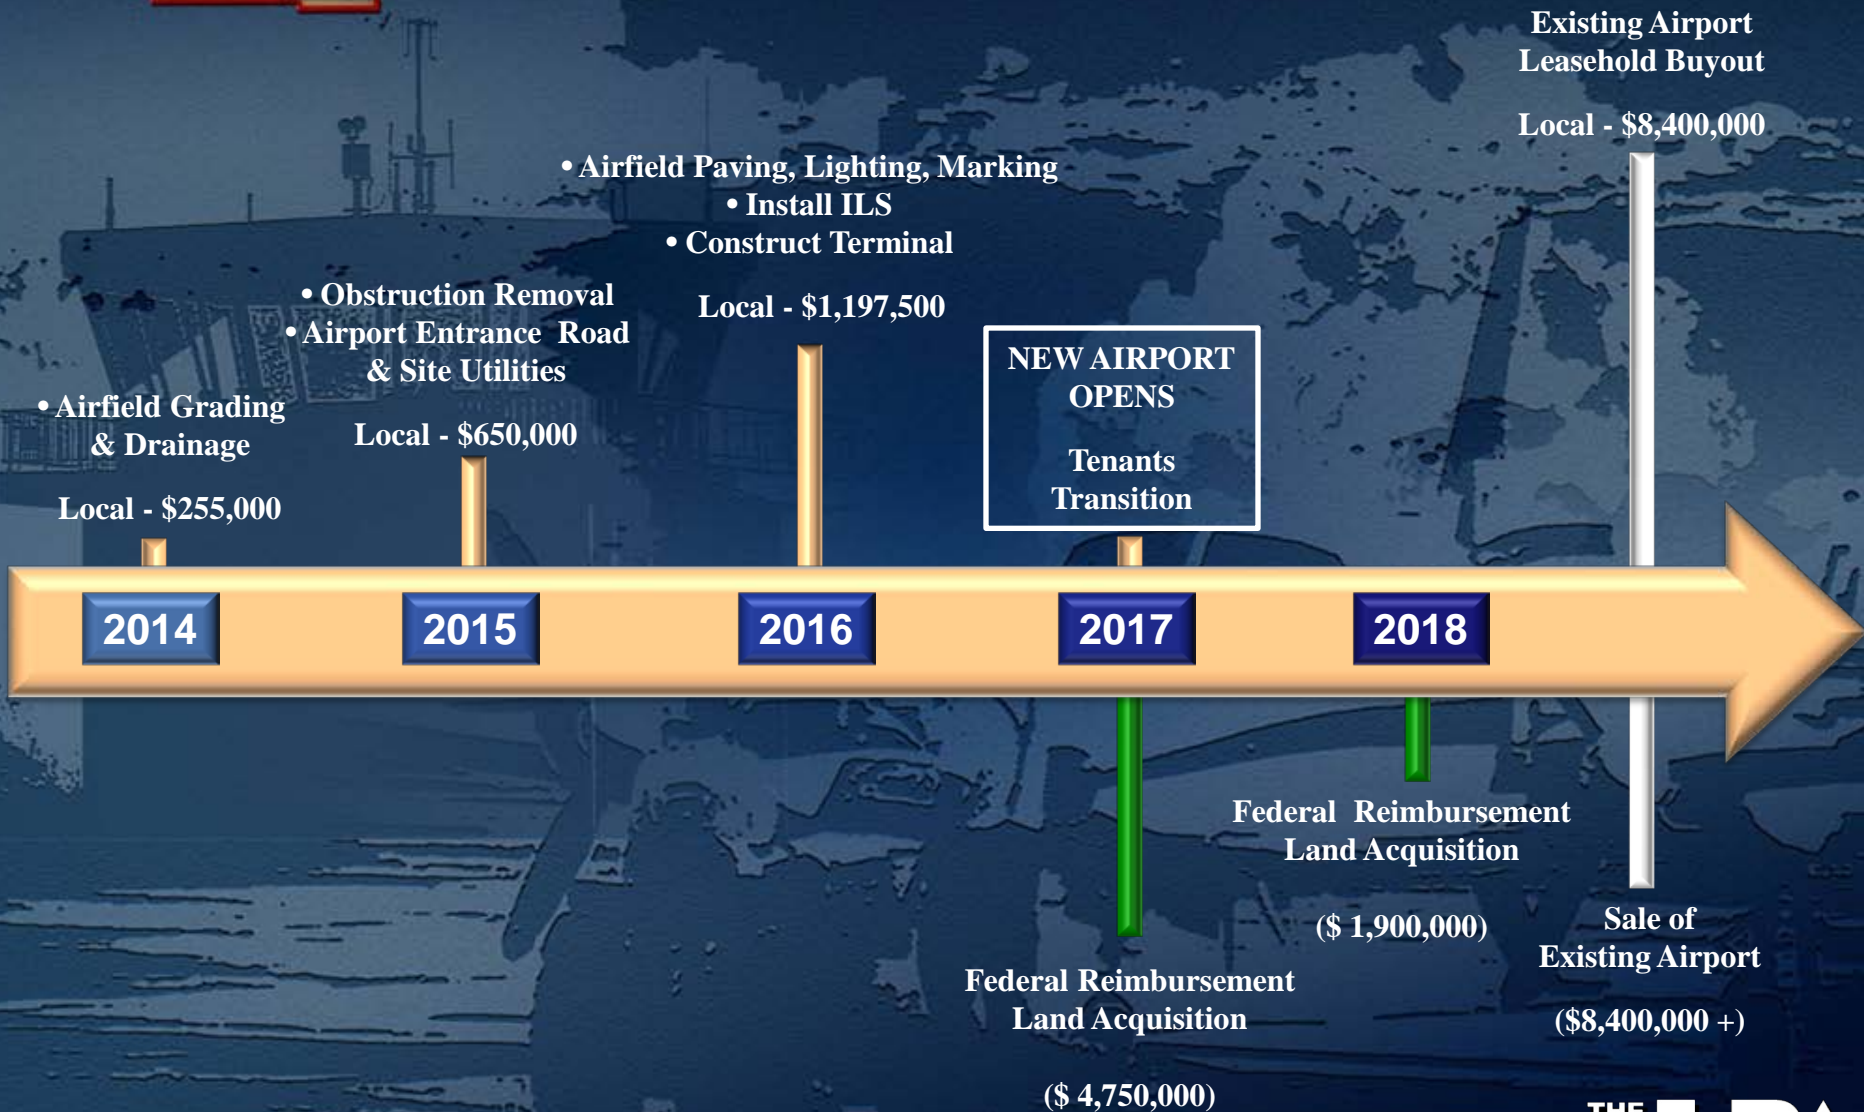 Existing Airport
Leasehold Buyout
Local - $8,400,000
• Airfield Paving, Lighting, Marking
• Install ILS
• Construct Terminal
Local - $1,197,500
• Obstruction Removal
• Airport Entrance Road
& Site Utilities
Local - $650,000
• Airfield Grading
& Drainage
Local - $255,000
NEW AIRPORT
OPENS
Tenants
Transition
2014
2015
2016
2017
2018
Federal Reimbursement
Land Acquisition
($ 1,900,000)
Sale of
Existing Airport
($8,400,000 +)
Federal Reimbursement
Land Acquisition
($ 4,750,000)
THE